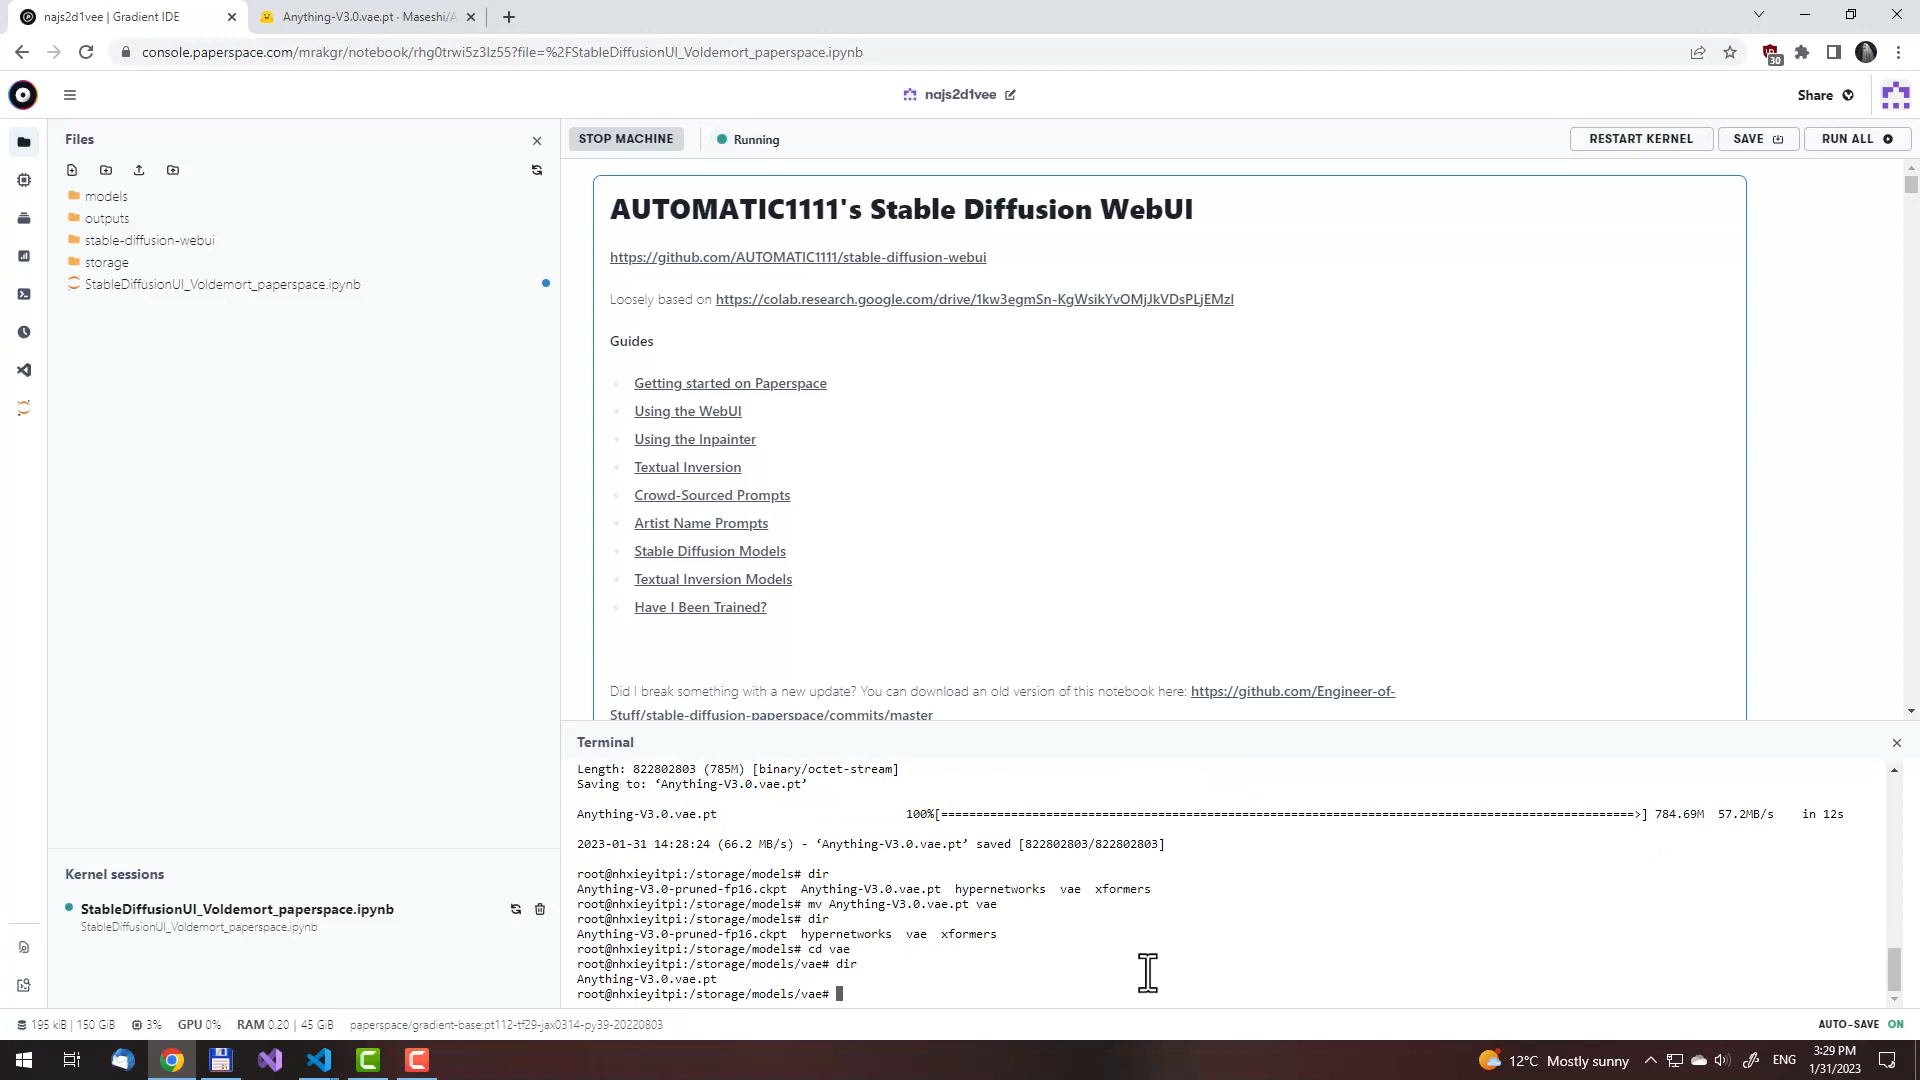 najs2d1vee | Gradient IDE
Anything-V3.0.vae.pt · Maseshi/A
console.paperspace.com/mrakgr/notebook/rhg0trwi5z3lz55?file=%2FStableDiffusionUI_Voldemort_paperspace.ipynb
30
najs2d1vee
Share
Files
STOP MACHINE
Running
RESTART KERNEL
SAVE
RUN ALL
models
outputs
stable-diffusion-webui
storage
StableDiffusionUI_Voldemort_paperspace.ipynb
AUTOMATIC1111's Stable Diffusion WebUI
https://github.com/AUTOMATIC1111/stable-diffusion-webui
Loosely based on https://colab.research.google.com/drive/1kw3egmSn-KgWsikYvOMjJkVDsPLjEMzl
Guides
Getting started on Paperspace
Using the WebUI
Using the Inpainter
Textual Inversion
Crowd-Sourced Prompts
Artist Name Prompts
Stable Diffusion Models
Textual Inversion Models
Have I Been Trained?
Did I break something with a new update? You can download an old version of this notebook here: https://github.com/Engineer-of-
Stuff/stable-diffusion-paperspace/commits/master
Terminal
Length: 822802803 (785M) [binary/octet-stream]
Saving to: ‘Anything-V3.0.vae.pt’
Anything-V3.0.vae.pt 100%[===================================================================================================>] 784.69M 57.2MB/s in 12s
2023-01-31 14:28:24 (66.2 MB/s) - ‘Anything-V3.0.vae.pt’ saved [822802803/822802803]
root@nhxieyitpi:/storage/models# dir
Anything-V3.0-pruned-fp16.ckpt Anything-V3.0.vae.pt hypernetworks vae xformers
root@nhxieyitpi:/storage/models# mv Anything-V3.0.vae.pt vae
root@nhxieyitpi:/storage/models# dir
Anything-V3.0-pruned-fp16.ckpt hypernetworks vae xformers
root@nhxieyitpi:/storage/models# cd vae
root@nhxieyitpi:/storage/models/vae# dir
Anything-V3.0.vae.pt
root@nhxieyitpi:/storage/models/vae#
Kernel sessions
StableDiffusionUI_Voldemort_paperspace.ipynb
StableDiffusionUI_Voldemort_paperspace.ipynb
195 kiB | 150 GiB 3% GPU 0% RAM 0.20 | 45 GiB paperspace/gradient-base:pt112-tf29-jax0314-py39-20220803
AUTO-SAVE ON
12°C Mostly sunny
ENG
3:29 PM
1/31/2023